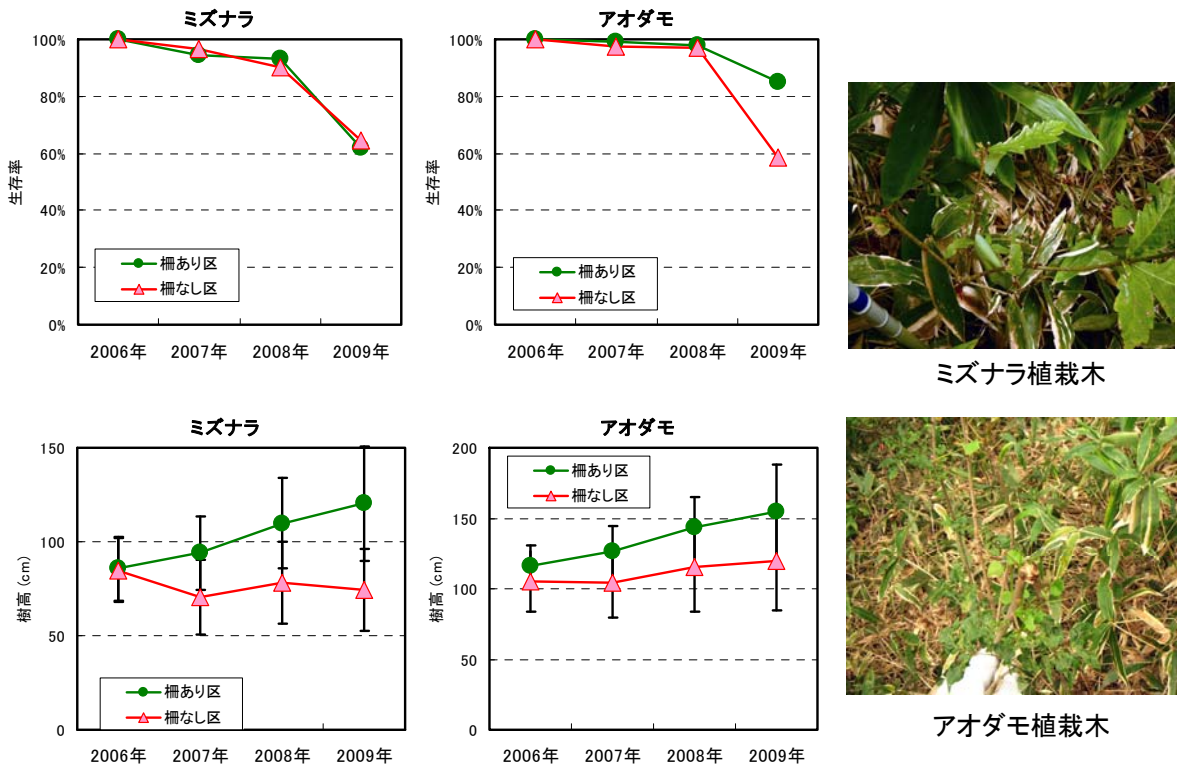 ミズナラ
100%
80%
60%
40%
20%
0%
生存率
柵あり区
柵なし区
2006年 2007年 2008年 2009年
アオダモ
100%
80%
60%
40%
20%
0%
生存率
柵あり区
柵なし区
2006年 2007年 2008年 2009年
ミズナラ植栽木
ミズナラ
150
100
50
0
樹高(cm)
柵あり区
柵なし区
2006年 2007年 2008年 2009年
アオダモ
200
150
100
50
0
樹高(cm)
柵あり区
柵なし区
2006年 2007年 2008年 2009年
アオダモ植栽木